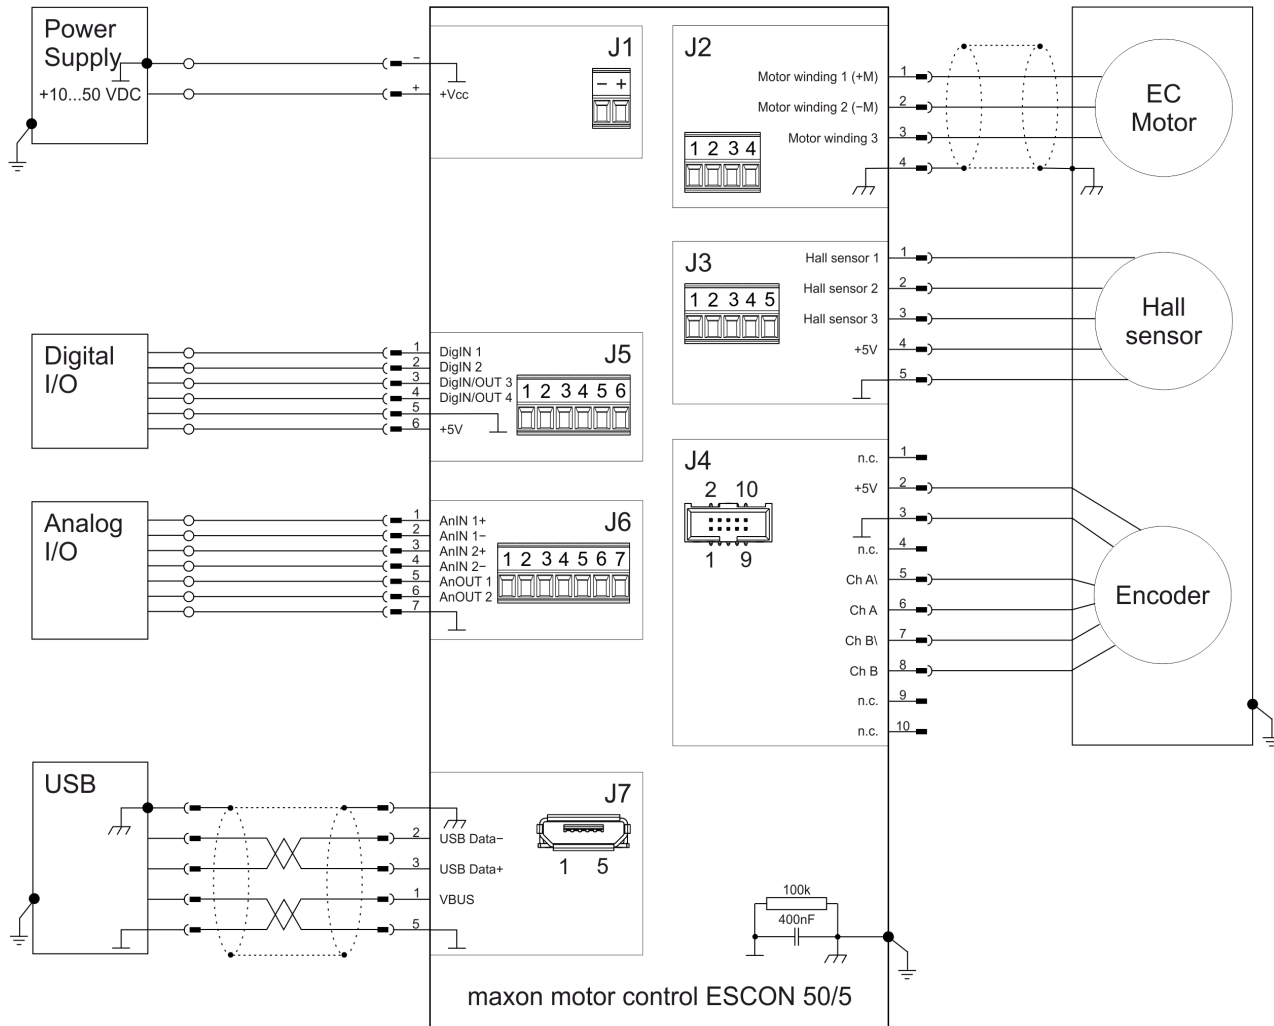 Power
Supply
+10...50 VDC
−
+
+Vcc
J1
− +
J2
Motor winding 1 (+M)
1
Motor winding 2 (−M)
2
Motor winding 3
3
4
1 2 3 4
EC
Motor
J3
Hall sensor 1
1
Hall sensor 2
2
Hall sensor 3
3
+5V
4
5
1 2 3 4 5
Hall
sensor
Digital
I/O
1
DigIN 1
2
DigIN 2
3
DigIN/OUT 3
4
DigIN/OUT 4
5
6
+5V
J5
1 2 3 4 5 6
J4
2 10
1 9
n.c.
1
+5V
2
3
n.c.
4
Ch A\
5
Ch A
6
Ch B\
7
Ch B
8
n.c.
9
n.c.
10
Encoder
Analog
I/O
1
AnIN 1+
2
AnIN 1−
3
AnIN 2+
4
AnIN 2−
5
AnOUT 1
6
AnOUT 2
7
J6
1 2 3 4 5 6 7
USB
2
USB Data−
3
USB Data+
1
VBUS
5
J7
1 5
100k
400nF
maxon motor control ESCON 50/5